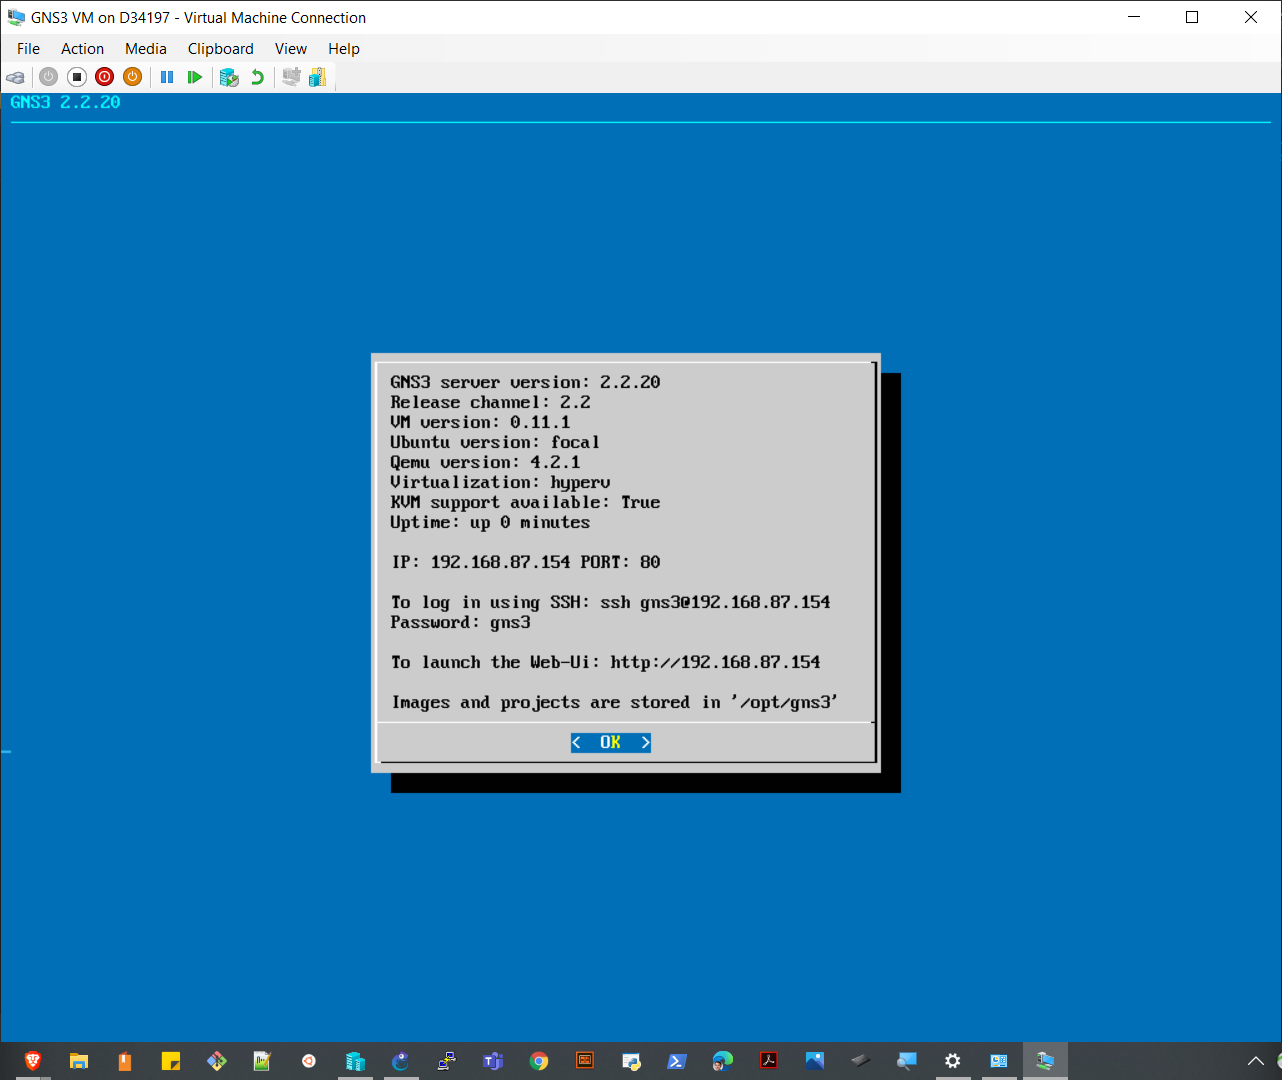 GNS3 VM on D34197 - Virtual Machine Connection
File Action Media Clipboard View Help
GNS3 2.2.20
GNS3 server version: 2.2.20
Release channel: 2.2
VM version: 0.11.1
Ubuntu version: focal
Qemu version: 4.2.1
Virtualization: hyperv
KVM support available: True
Uptime: up 0 minutes
IP: 192.168.87.154 PORT: 80
To log in using SSH: ssh gns3@192.168.87.154
Password: gns3
To launch the Web-Ui: http://192.168.87.154
Images and projects are stored in '/opt/gns3'
< OK >